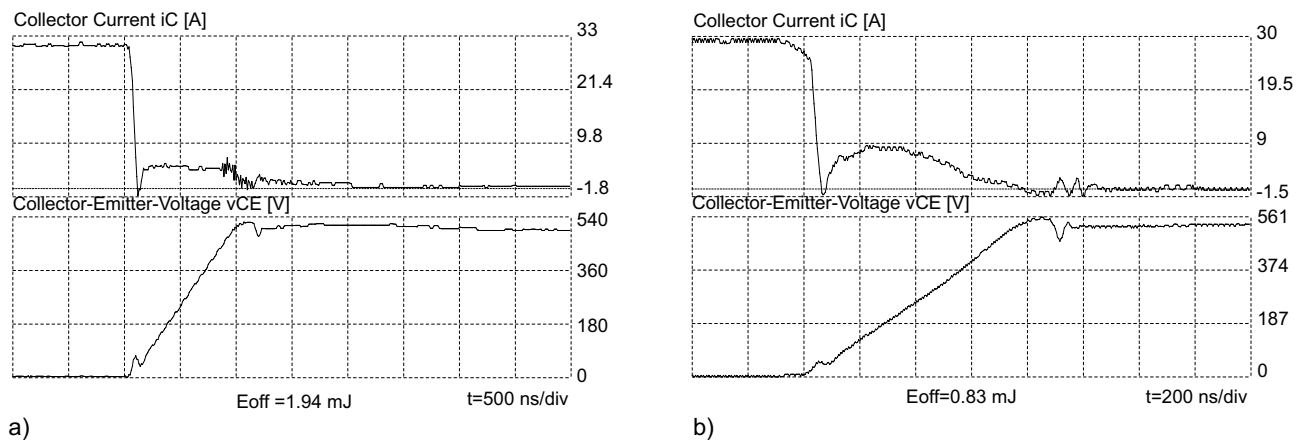 Collector Current iC [A]
33
21.4
9.8
-1.8
Collector-Emitter-Voltage vCE [V]
540
360
180
0
Eoff =1.94 mJ
t=500 ns/div
a)
Collector Current iC [A]
30
19.5
9
-1.5
Collector-Emitter-Voltage vCE [V]
561
374
187
0
Eoff=0.83 mJ
t=200 ns/div
b)